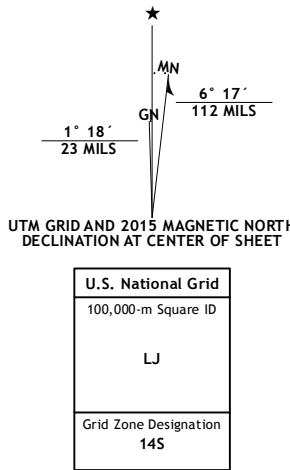 MN
GN
6° 17´
112 MILS
1° 18´
23 MILS
UTM GRID AND 2015 MAGNETIC NORTH
DECLINATION AT CENTER OF SHEET
U.S. National Grid
100,000-m Square ID
LJ
Grid Zone Designation
14S